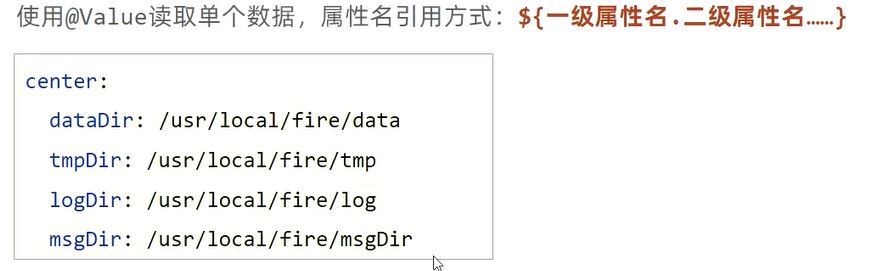 使用@Value读取单个数据，属性名引用方式：${一级属性名.二级属性名……}
center:
  dataDir: /usr/local/fire/data
  tmpDir: /usr/local/fire/tmp
  logDir: /usr/local/fire/log
  msgDir: /usr/local/fire/msgDir